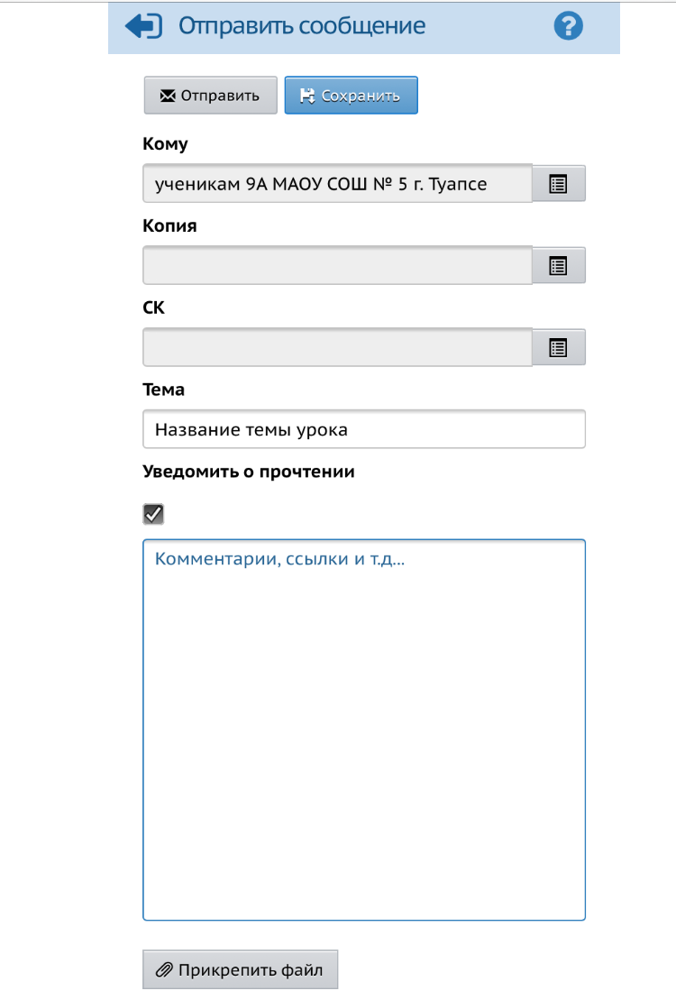 Отправить сообщение
?
Отправить
Сохранить
Кому
ученикам 9А МАОУ СОШ № 5 г. Туапсе
Копия
СК
Тема
Название темы урока
Уведомить о прочтении
Комментарии, ссылки и т.д...
Прикрепить файл